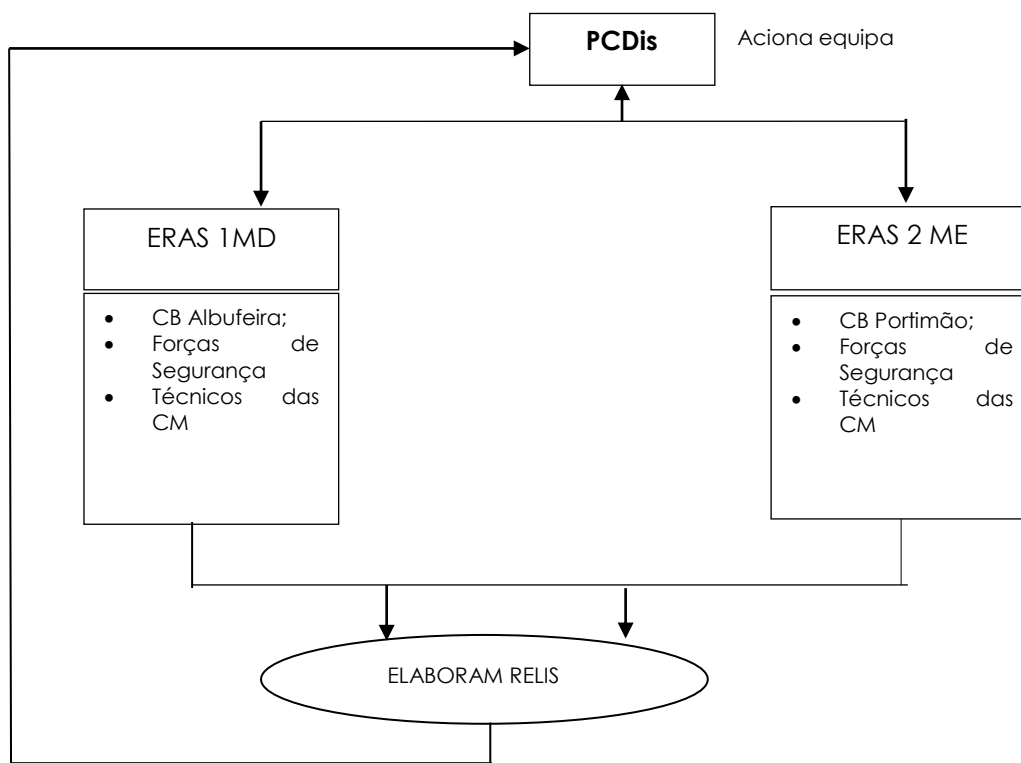 PCDis
Aciona equipa
ERAS 1MD
• CB Albufeira;
• Forças de
Segurança
• Técnicos das
CM
ERAS 2 ME
• CB Portimão;
• Forças de
Segurança
• Técnicos das
CM
ELABORAM RELIS